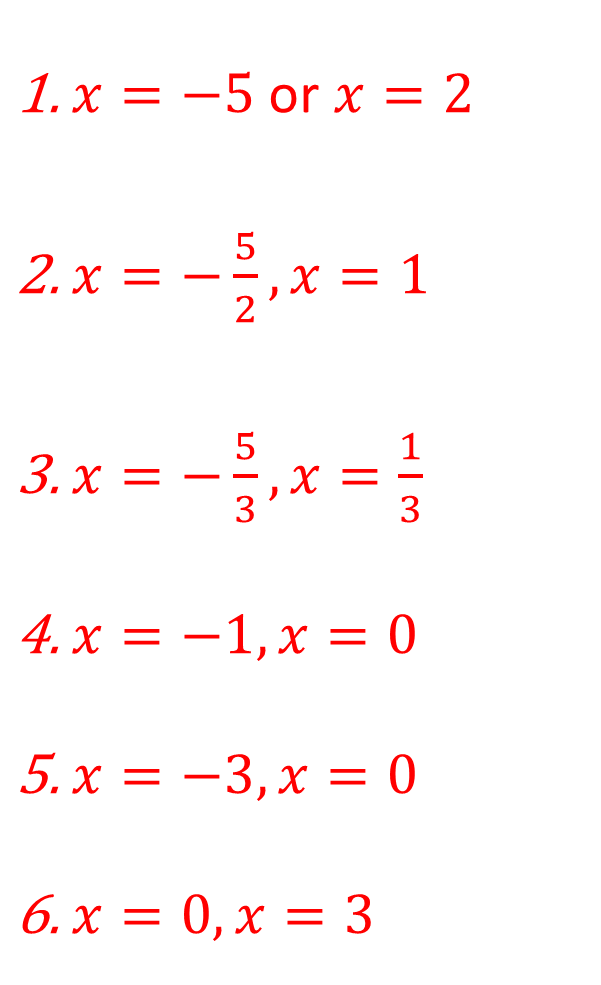 1. x = −5 or x = 2
2. x = −5/2, x = 1
3. x = −5/3, x = 1/3
4. x = −1, x = 0
5. x = −3, x = 0
6. x = 0, x = 3